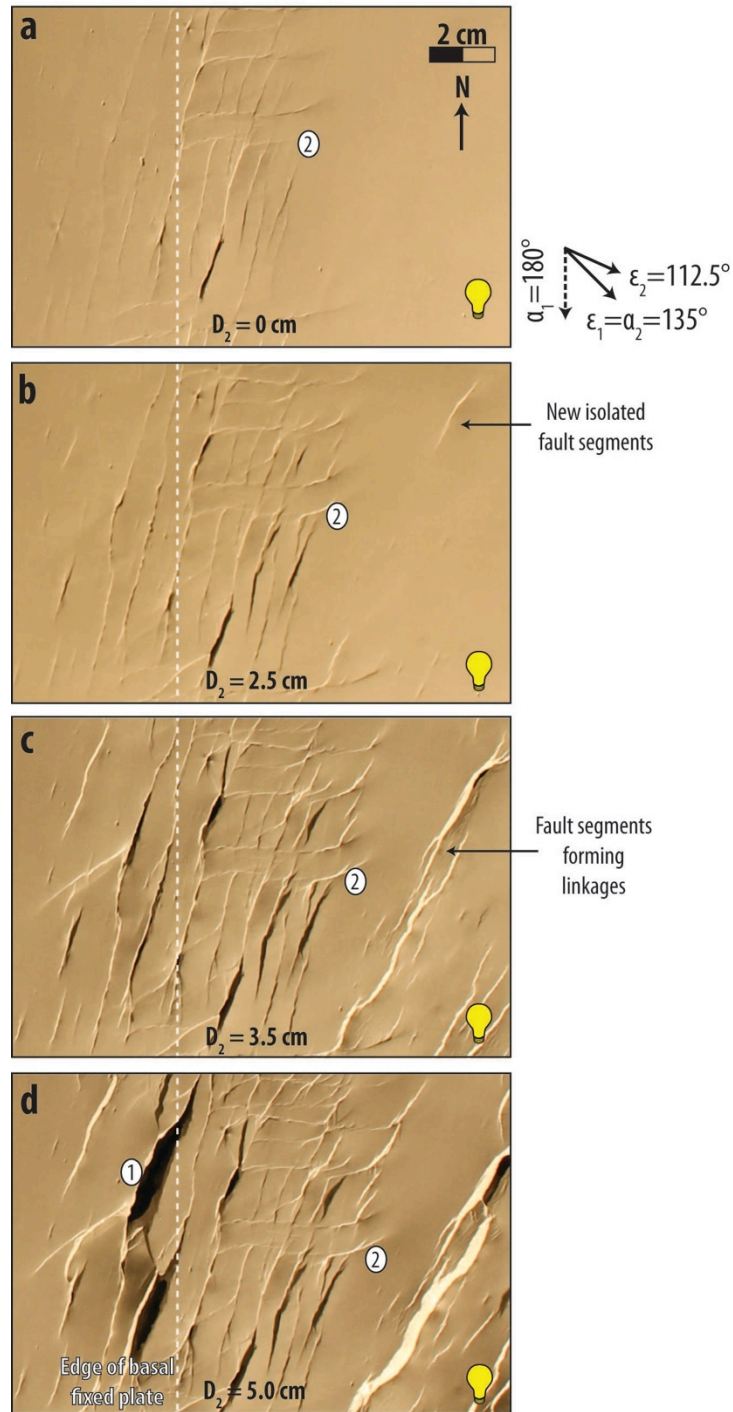 a
2 cm
N
2
D₂ = 0 cm
α₁=180°
ε₂=112.5°
ε₁=α₂=135°
b
New isolated
fault segments
2
D₂ = 2.5 cm
c
Fault segments
forming
linkages
2
D₂ = 3.5 cm
d
1
2
Edge of basal
fixed plate
D₂ = 5.0 cm